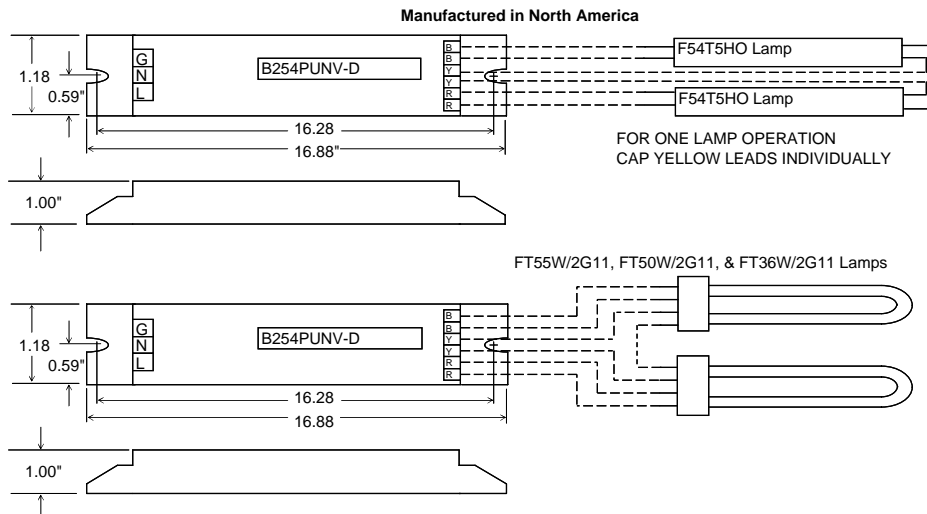 Manufactured in North America
G
N
L
B254PUNV-D
B
B
Y
Y
R
R
F54T5HO Lamp
F54T5HO Lamp
1.18
0.59"
16.28
16.88"
FOR ONE LAMP OPERATION
CAP YELLOW LEADS INDIVIDUALLY
1.00"
FT55W/2G11, FT50W/2G11, & FT36W/2G11 Lamps
G
N
L
B254PUNV-D
B
B
Y
Y
R
R
1.18
0.59"
16.28
16.88
1.00"